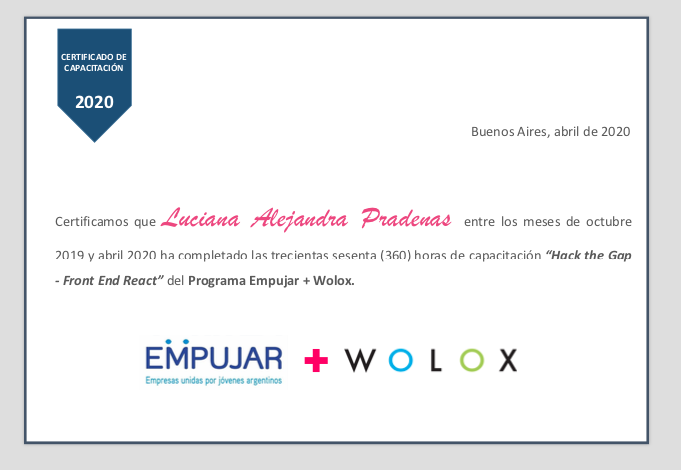 CERTIFICADO DE
CAPACITACIÓN
2020
Buenos Aires, abril de 2020
Certificamos que Luciana Alejandra Pradenas entre los meses de octubre
2019 y abril 2020 ha completado las trecientas sesenta (360) horas de capacitación “Hack the Gap
- Front End React” del Programa Empujar + Wolox.
EMPUJAR + WOLOX
Empresas unidas por jóvenes argentinos